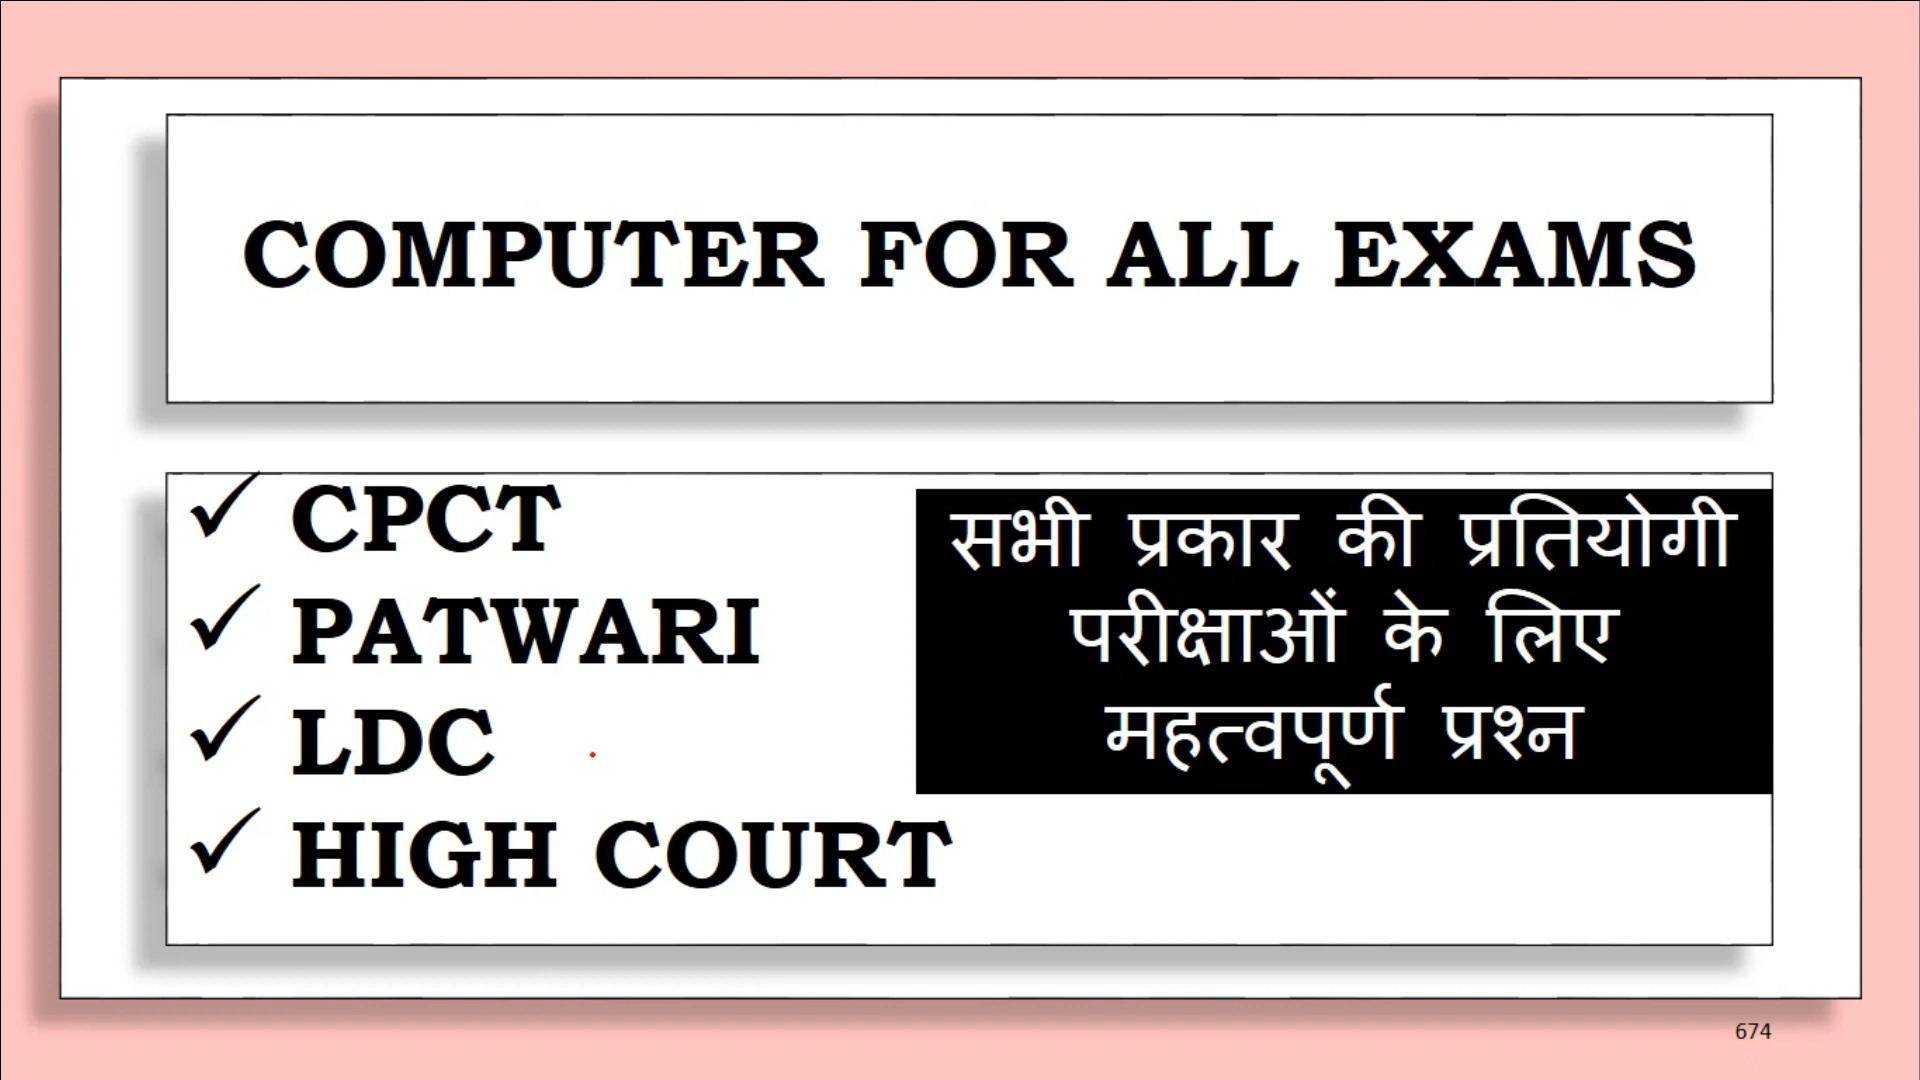 COMPUTER FOR ALL EXAMS
✓ CPCT
✓ PATWARI
✓ LDC
✓ HIGH COURT
सभी प्रकार की प्रतियोगी
परीक्षाओं के लिए
महत्वपूर्ण प्रश्न
674